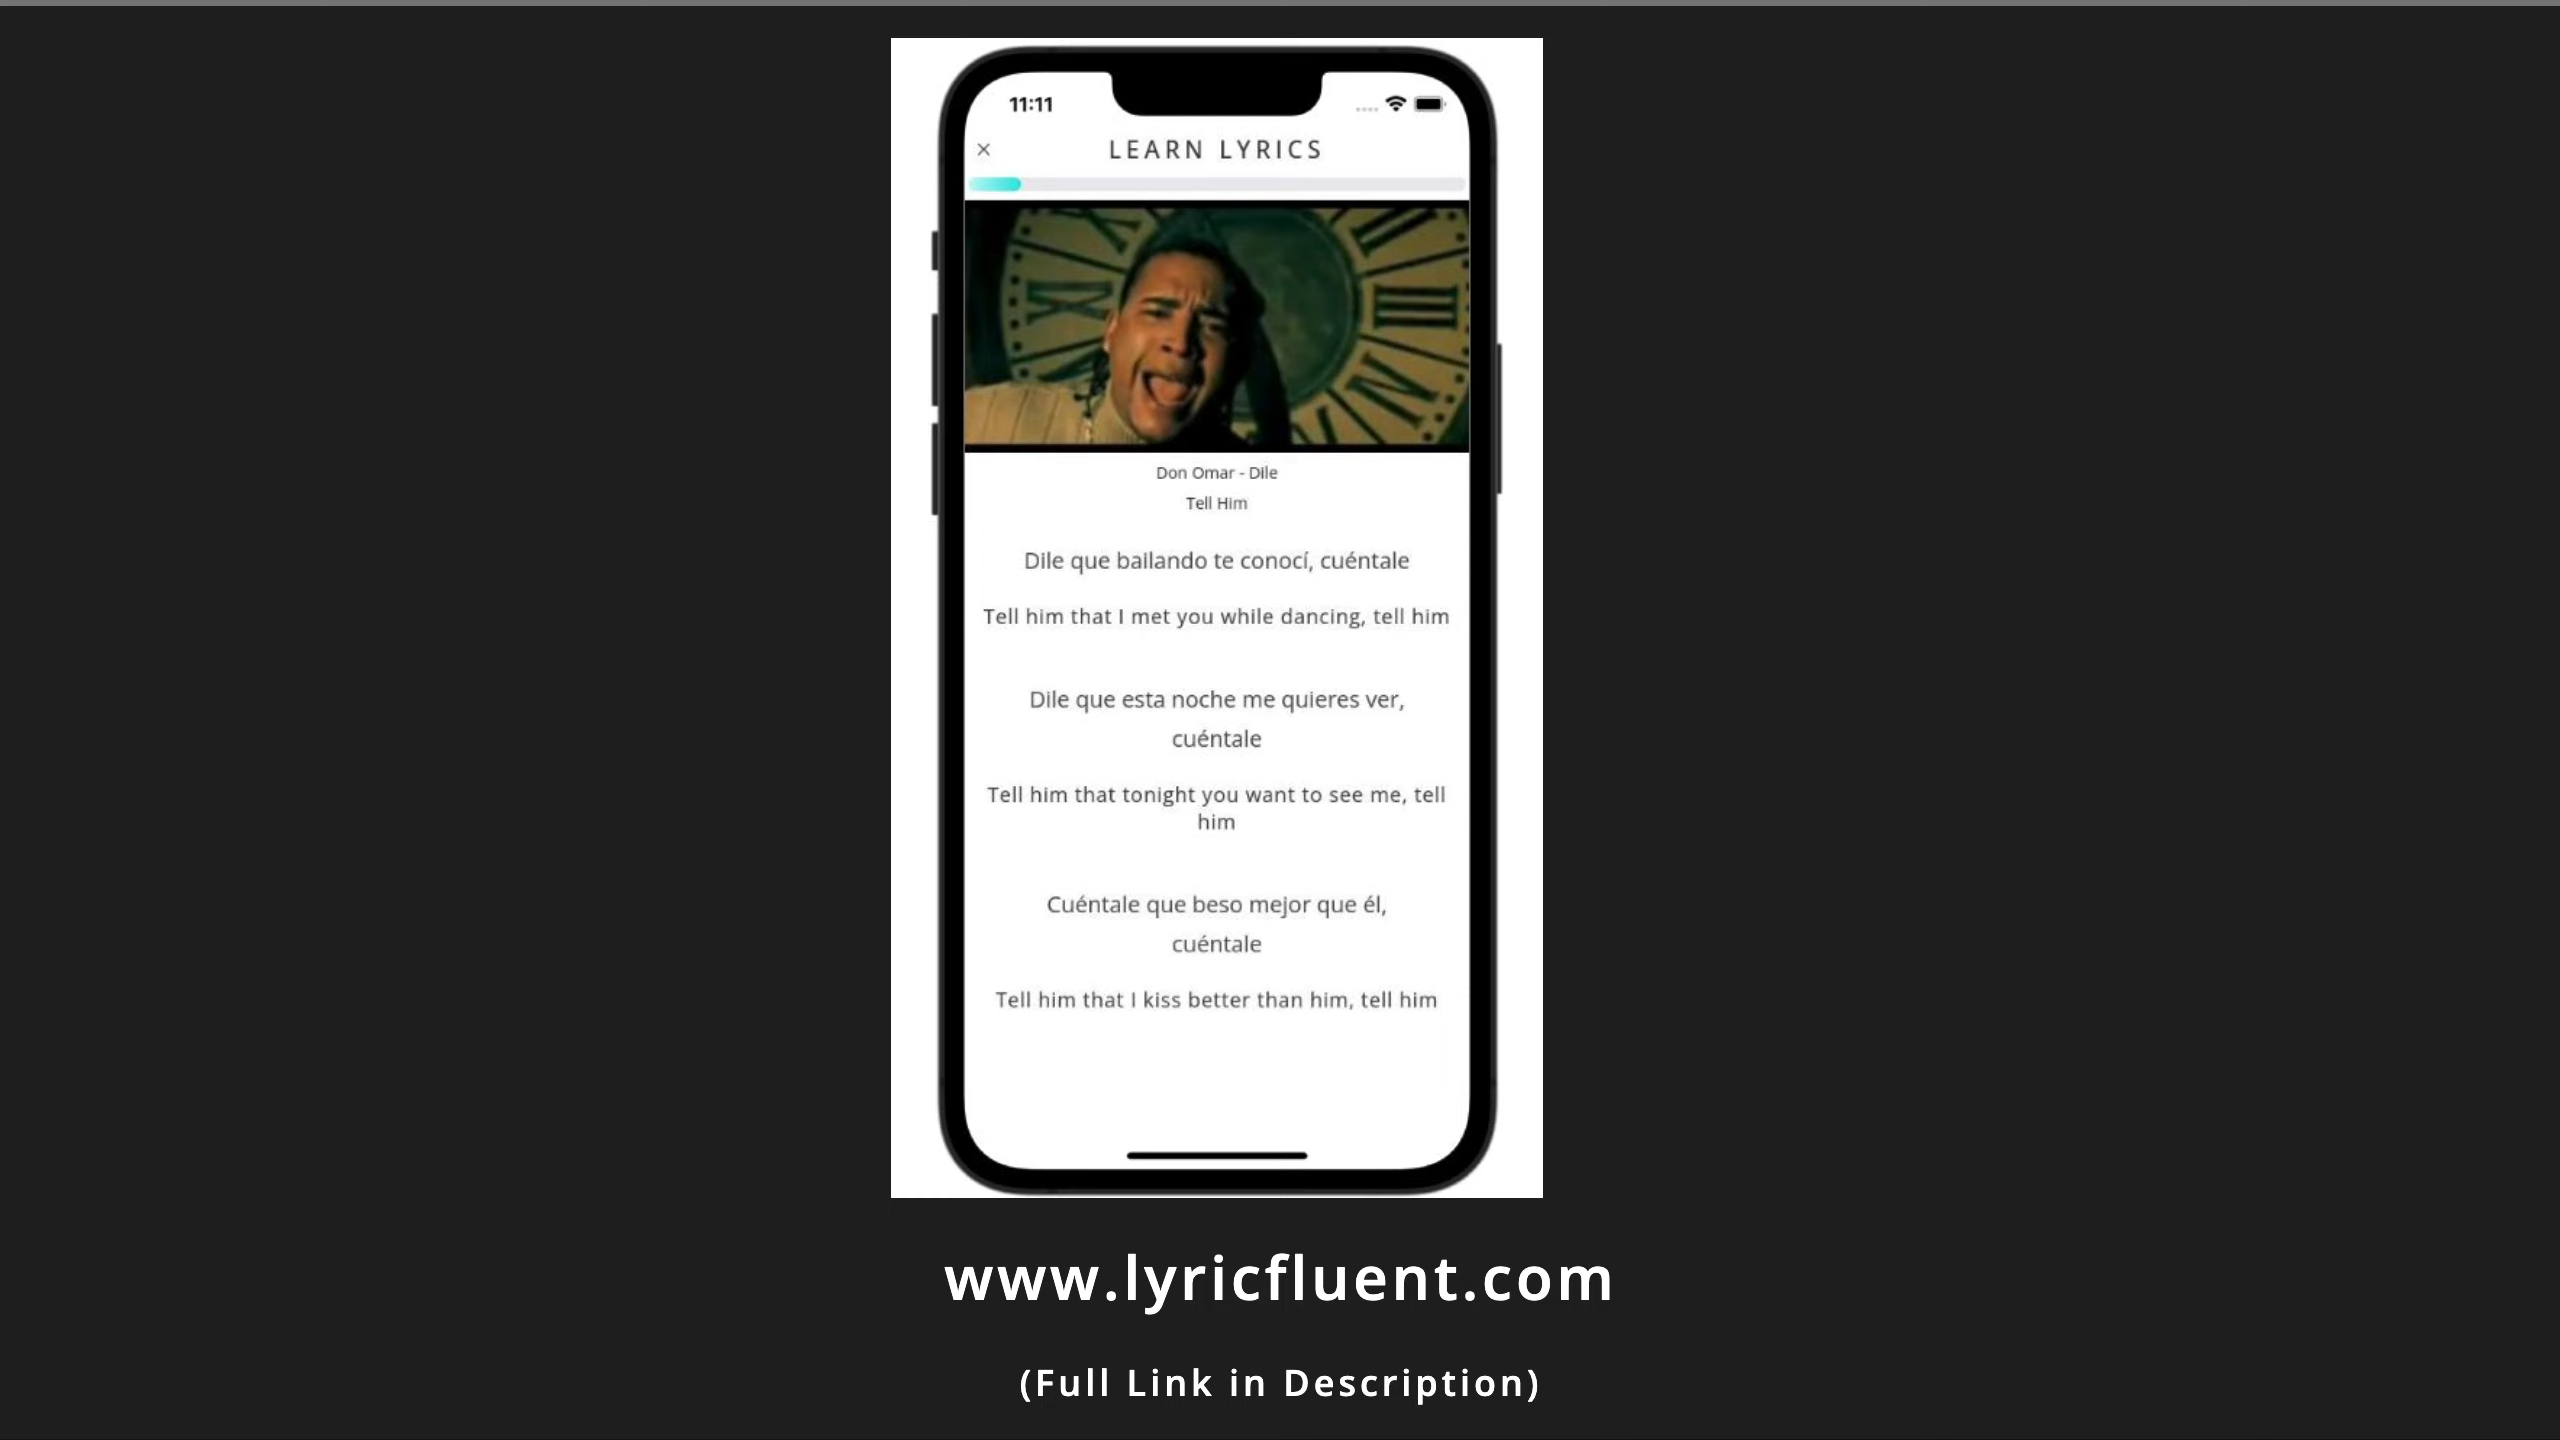 11:11
LEARN LYRICS
Don Omar - Dile
Tell Him
Dile que bailando te conocí, cuéntale
Tell him that I met you while dancing, tell him
Dile que esta noche me quieres ver,
cuéntale
Tell him that tonight you want to see me, tell
him
Cuéntale que beso mejor que él,
cuéntale
Tell him that I kiss better than him, tell him
www.lyricfluent.com
(Full Link in Description)